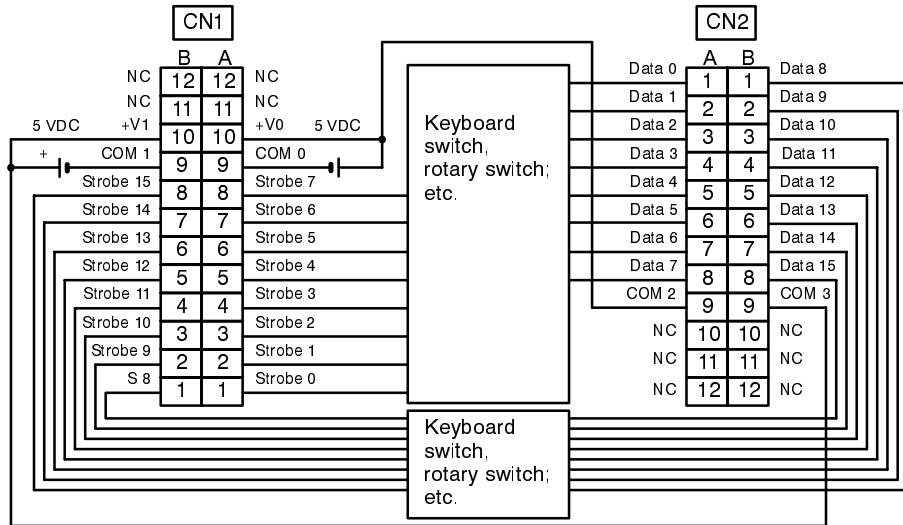 CN1
CN2
B A
A B
NC 12 12 NC
NC 11 11 NC
5 VDC +V1 10 10 +V0 5 VDC
+ COM 1 9 9 COM 0
Strobe 15 8 8 Strobe 7
Strobe 14 7 7 Strobe 6
Strobe 13 6 6 Strobe 5
Strobe 12 5 5 Strobe 4
Strobe 11 4 4 Strobe 3
Strobe 10 3 3 Strobe 2
Strobe 9 2 2 Strobe 1
S 8 1 1 Strobe 0
Keyboard
switch,
rotary switch;
etc.
Data 0 1 1 Data 8
Data 1 2 2 Data 9
Data 2 3 3 Data 10
Data 3 4 4 Data 11
Data 4 5 5 Data 12
Data 5 6 6 Data 13
Data 6 7 7 Data 14
Data 7 8 8 Data 15
COM 2 9 9 COM 3
NC 10 10 NC
NC 11 11 NC
NC 12 12 NC
Keyboard
switch,
rotary switch;
etc.